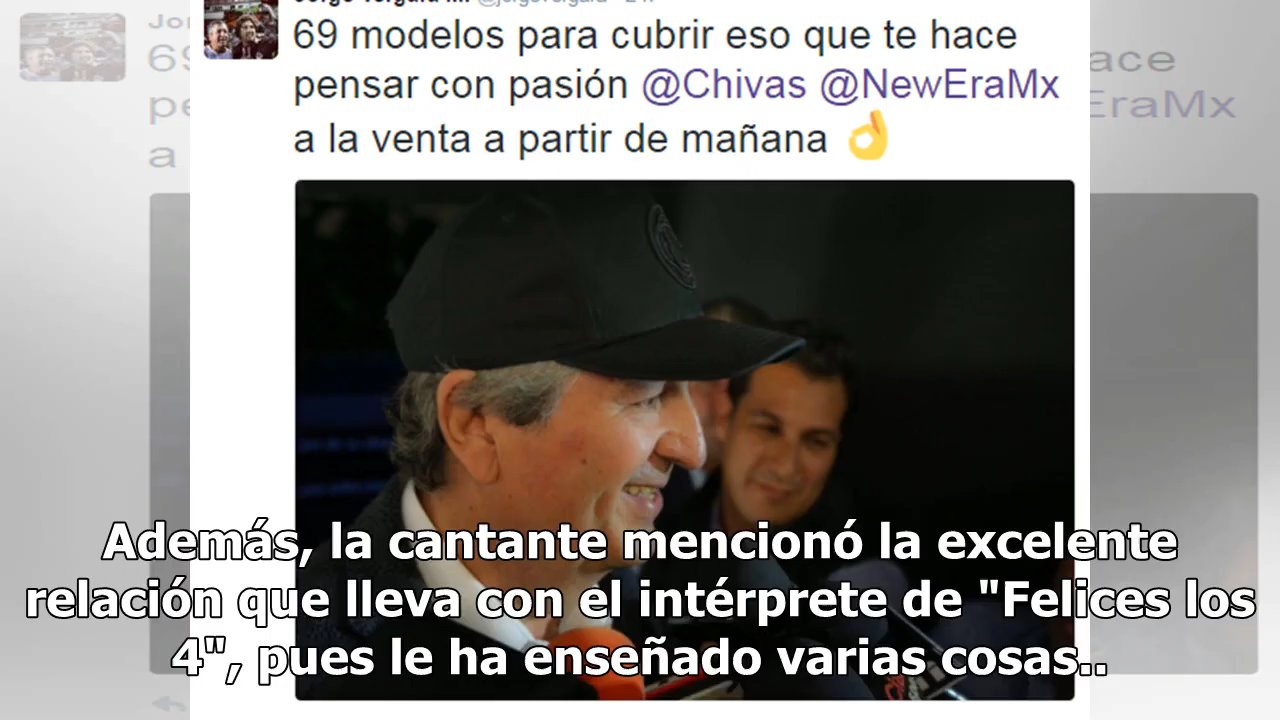 69 modelos para cubrir eso que te hace
pensar con pasión @Chivas @NewEraMx
a la venta a partir de mañana 👌
Además, la cantante mencionó la excelente
relación que lleva con el intérprete de "Felices los
4", pues le ha enseñado varias cosas..